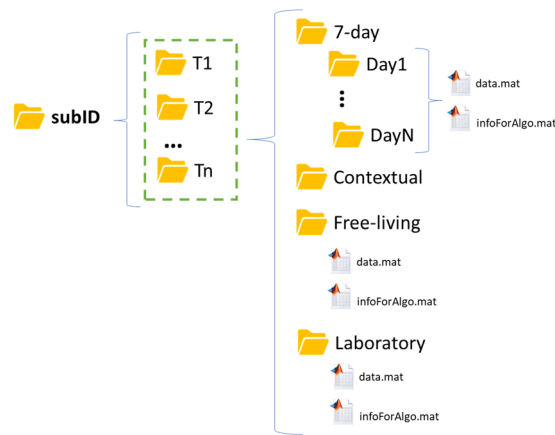 subID
T1
T2
...
Tn
7-day
Day1
DayN
data.mat
infoForAlgo.mat
Contextual
Free-living
data.mat
infoForAlgo.mat
Laboratory
data.mat
infoForAlgo.mat